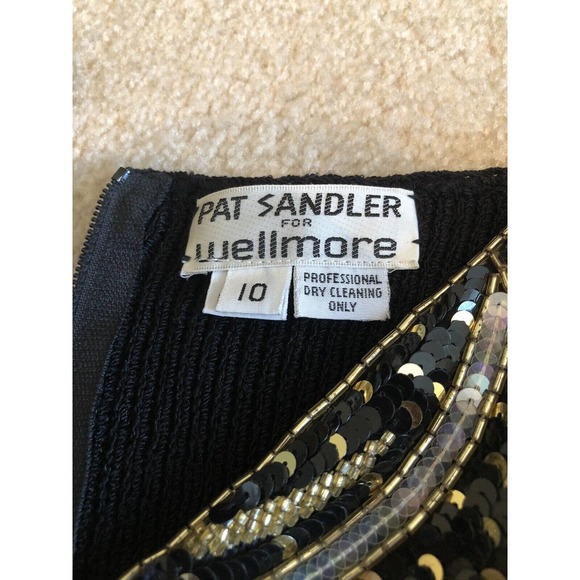 PAT SANDLER
FOR
wellmore
10
PROFESSIONAL
DRY CLEANING
ONLY